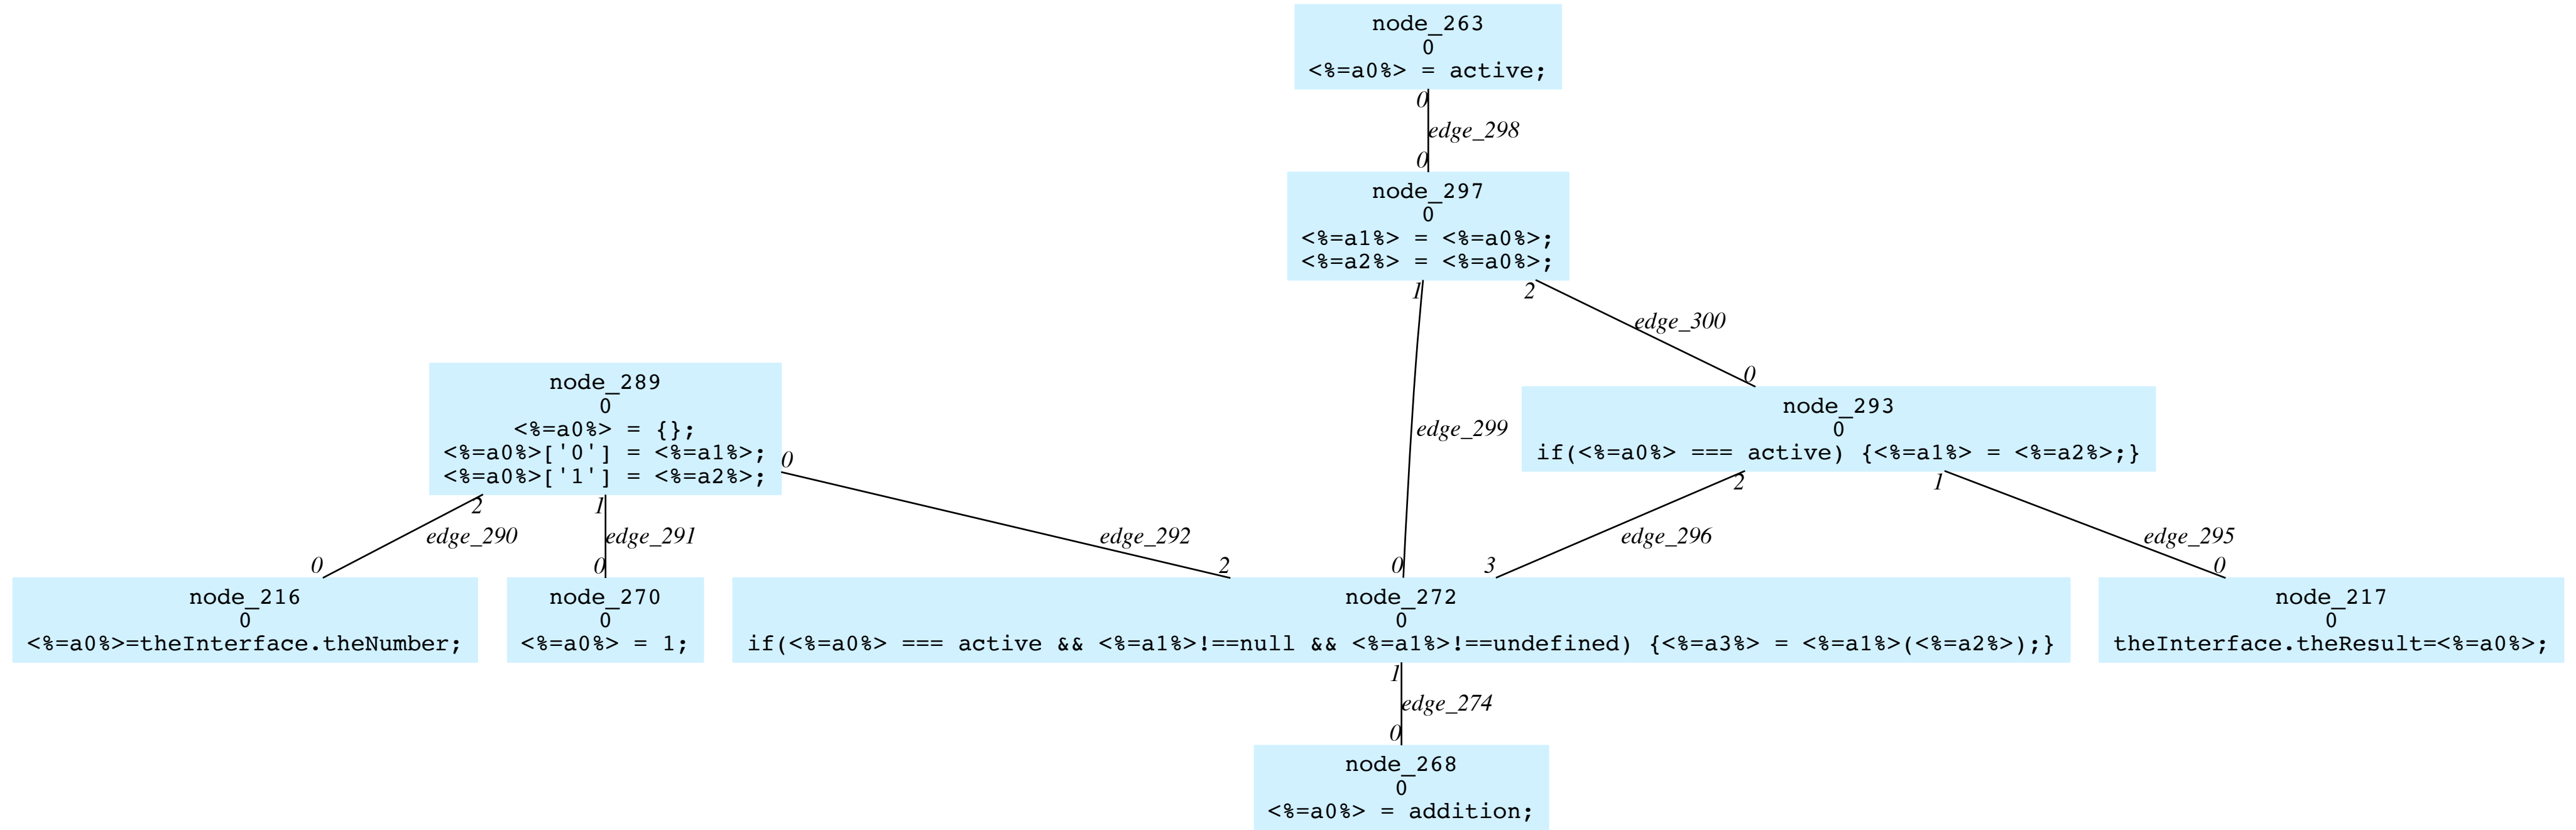 node_263
0
<%=a0%> = active;
0
edge_298
0
node_297
0
<%=a1%> = <%=a0%>;
<%=a2%> = <%=a0%>;
1
2
edge_300
0
node_289
0
<%=a0%> = {};
<%=a0%>['0'] = <%=a1%>;
<%=a0%>['1'] = <%=a2%>;
0
edge_299
node_293
0
if(<%=a0%> === active) {<%=a1%> = <%=a2%>;}
2
1
2
1
edge_290
edge_291
edge_292
edge_296
edge_295
0
0
2
0
3
0
node_216
0
<%=a0%>=theInterface.theNumber;
node_270
0
<%=a0%> = 1;
node_272
0
if(<%=a0%> === active && <%=a1%>!==null && <%=a1%>!==undefined) {<%=a3%> = <%=a1%>(<%=a2%>);}
node_217
0
theInterface.theResult=<%=a0%>;
1
edge_274
0
node_268
0
<%=a0%> = addition;